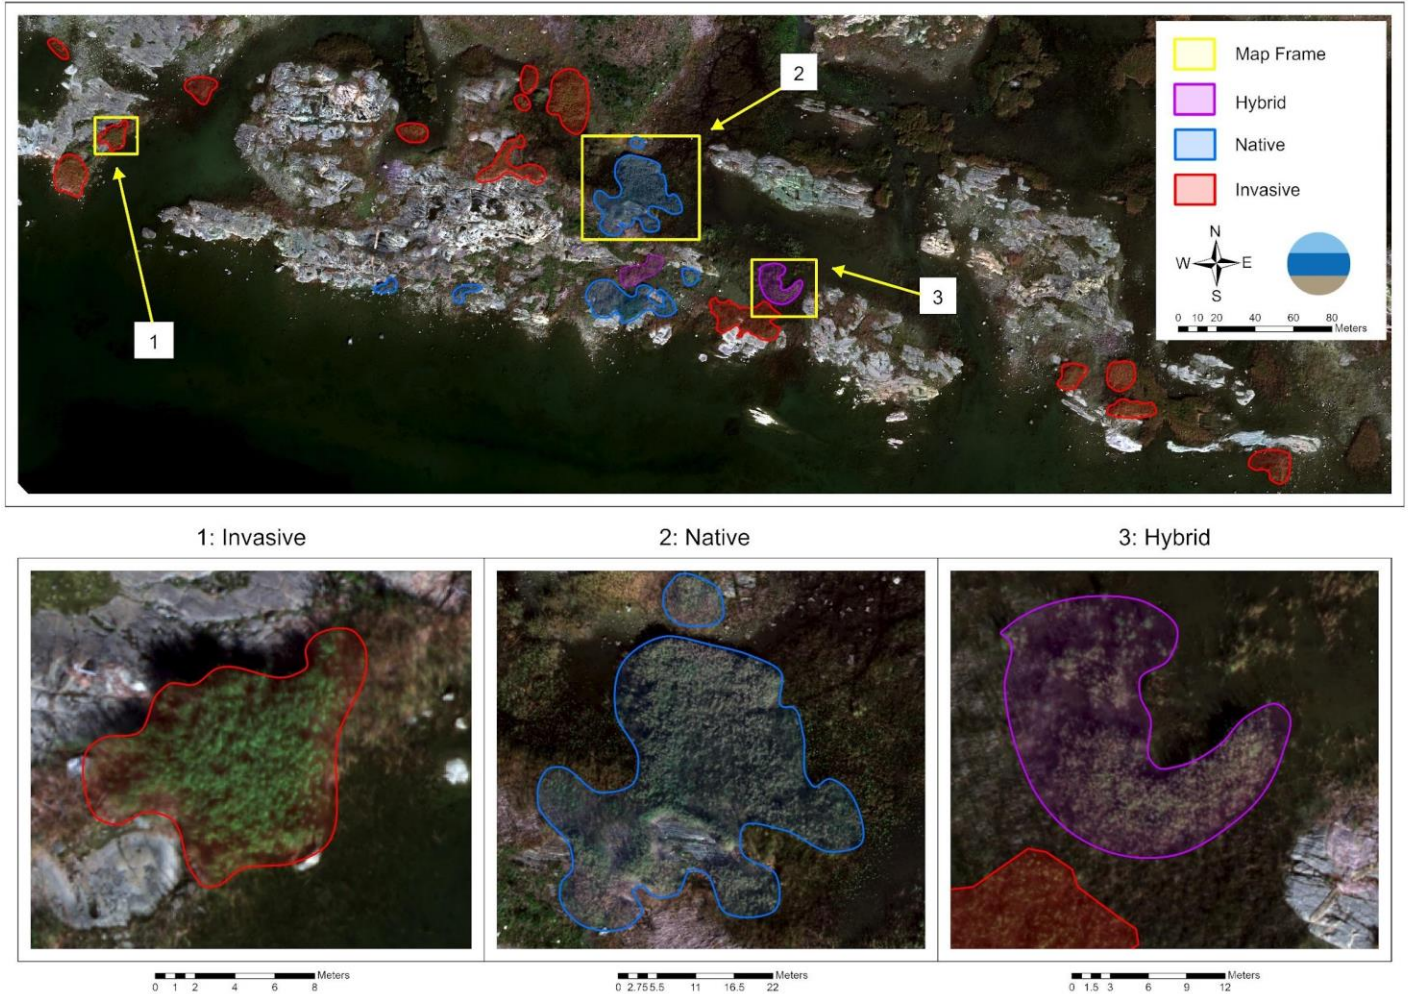 2
Map Frame
Hybrid
Native
Invasive
N
W E
S
0 10 20 40 60 80 Meters
3
1
1: Invasive 2: Native 3: Hybrid
Meters Meters Meters
0 1 2 4 6 8 0 2.75 5.5 11 16.5 22 0 1.5 3 6 9 12